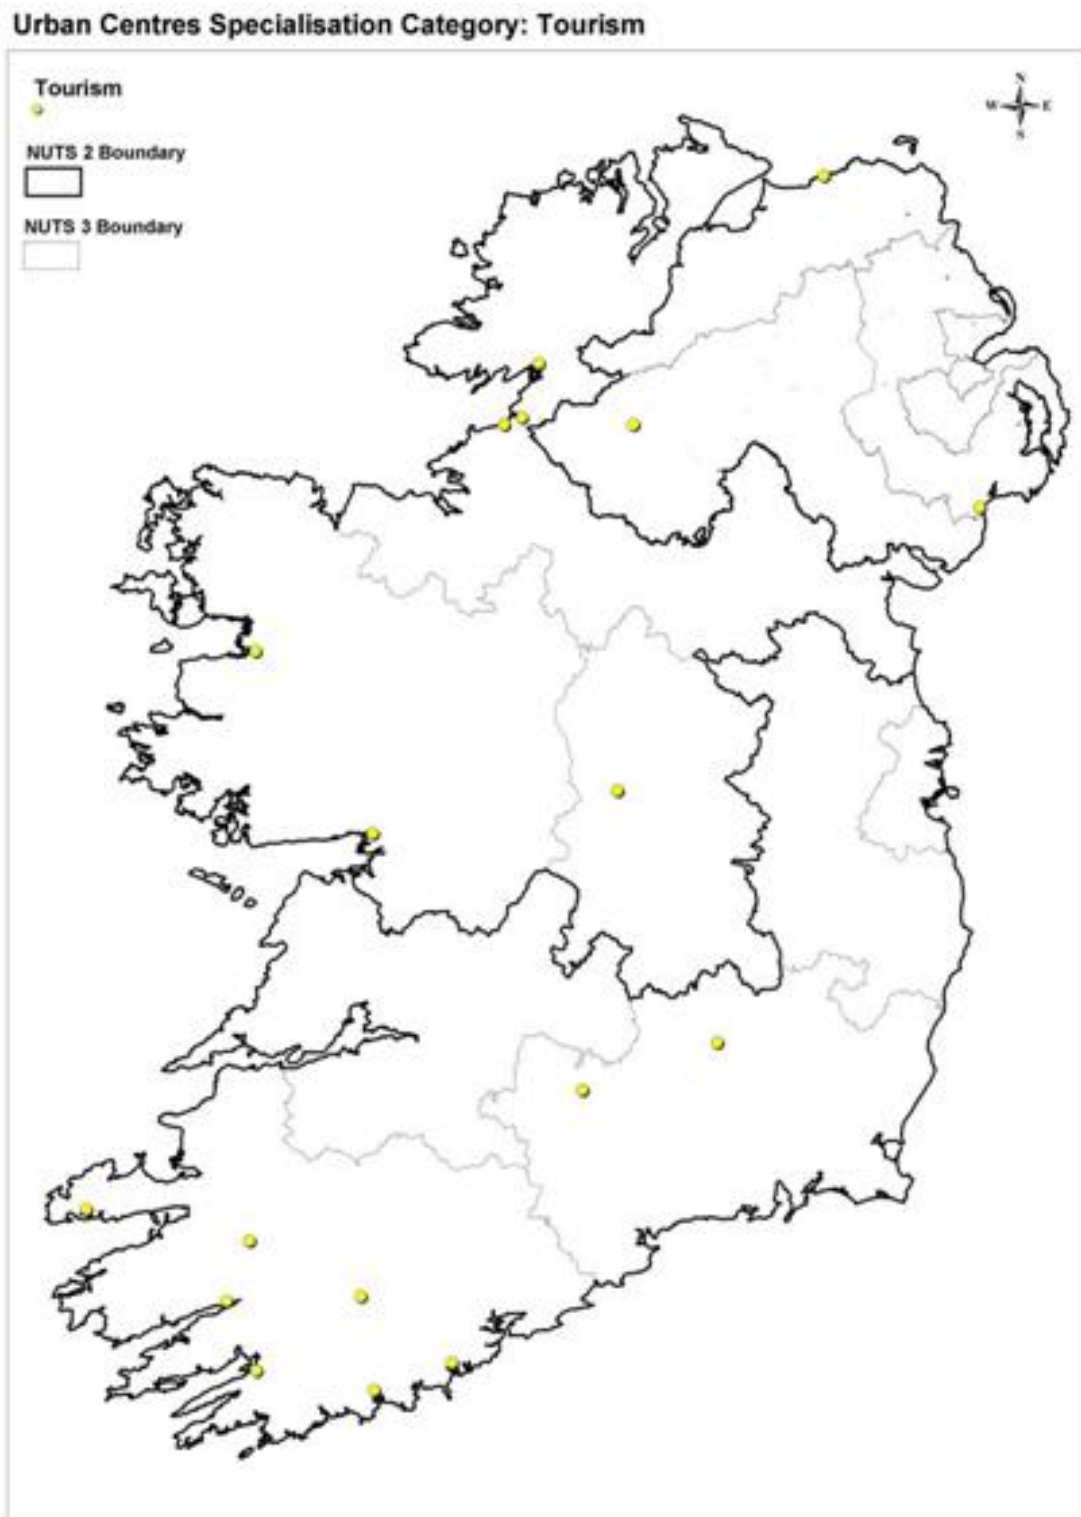 Urban Centres Specialisation Category: Tourism
Tourism
NUTS 2 Boundary
NUTS 3 Boundary
N
W E
S